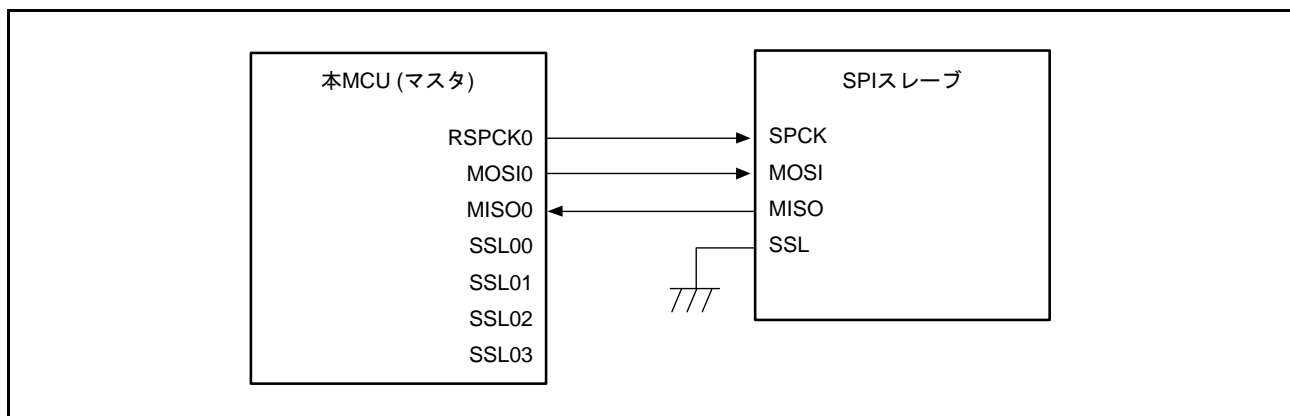 本MCU (マスタ)
RSPCK0
MOSI0
MISO0
SSL00
SSL01
SSL02
SSL03
SPIスレーブ
SPCK
MOSI
MISO
SSL